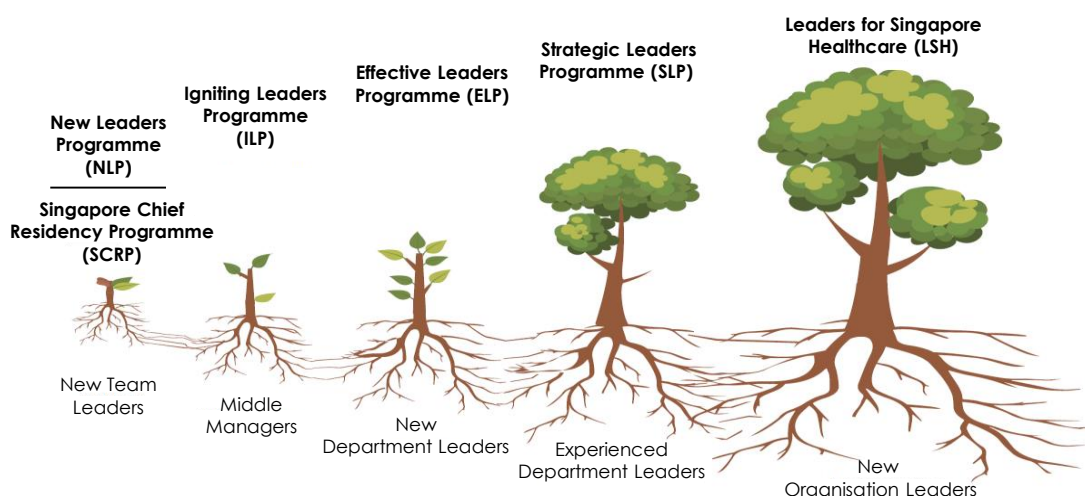 New Leaders
Programme
(NLP)
Singapore Chief
Residency Programme
(SCRP)
New Team
Leaders
Igniting Leaders
Programme
(ILP)
Middle
Managers
Effective Leaders
Programme (ELP)
New
Department Leaders
Strategic Leaders
Programme (SLP)
Experienced
Department Leaders
Leaders for Singapore
Healthcare (LSH)
New
Organisation Leaders